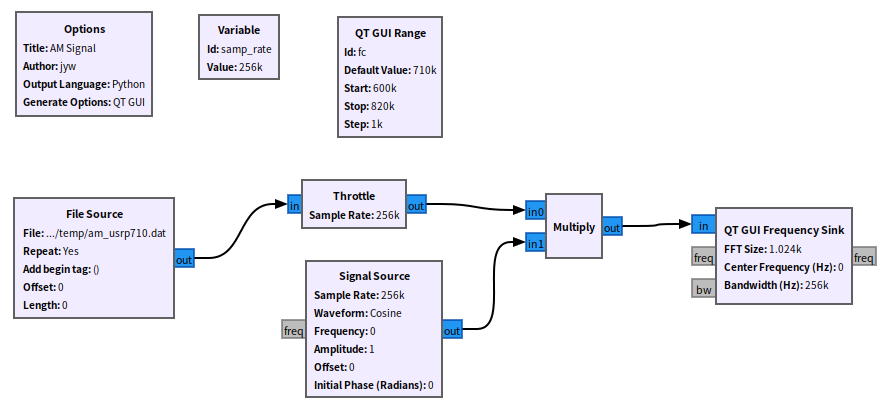 Options
Title: AM Signal
Author: jyw
Output Language: Python
Generate Options: QT GUI
Variable
Id: samp_rate
Value: 256k
QT GUI Range
Id: fc
Default Value: 710k
Start: 600k
Stop: 820k
Step: 1k
File Source
File: .../temp/am_usrp710.dat
Repeat: Yes
Add begin tag: ()
Offset: 0
Length: 0
out
in
Throttle
Sample Rate: 256k
out
Signal Source
Sample Rate: 256k
Waveform: Cosine
Frequency: 0
Amplitude: 1
Offset: 0
Initial Phase (Radians): 0
freq
out
in0
in1
Multiply
out
in
freq
bw
QT GUI Frequency Sink
FFT Size: 1.024k
Center Frequency (Hz): 0
Bandwidth (Hz): 256k
freq